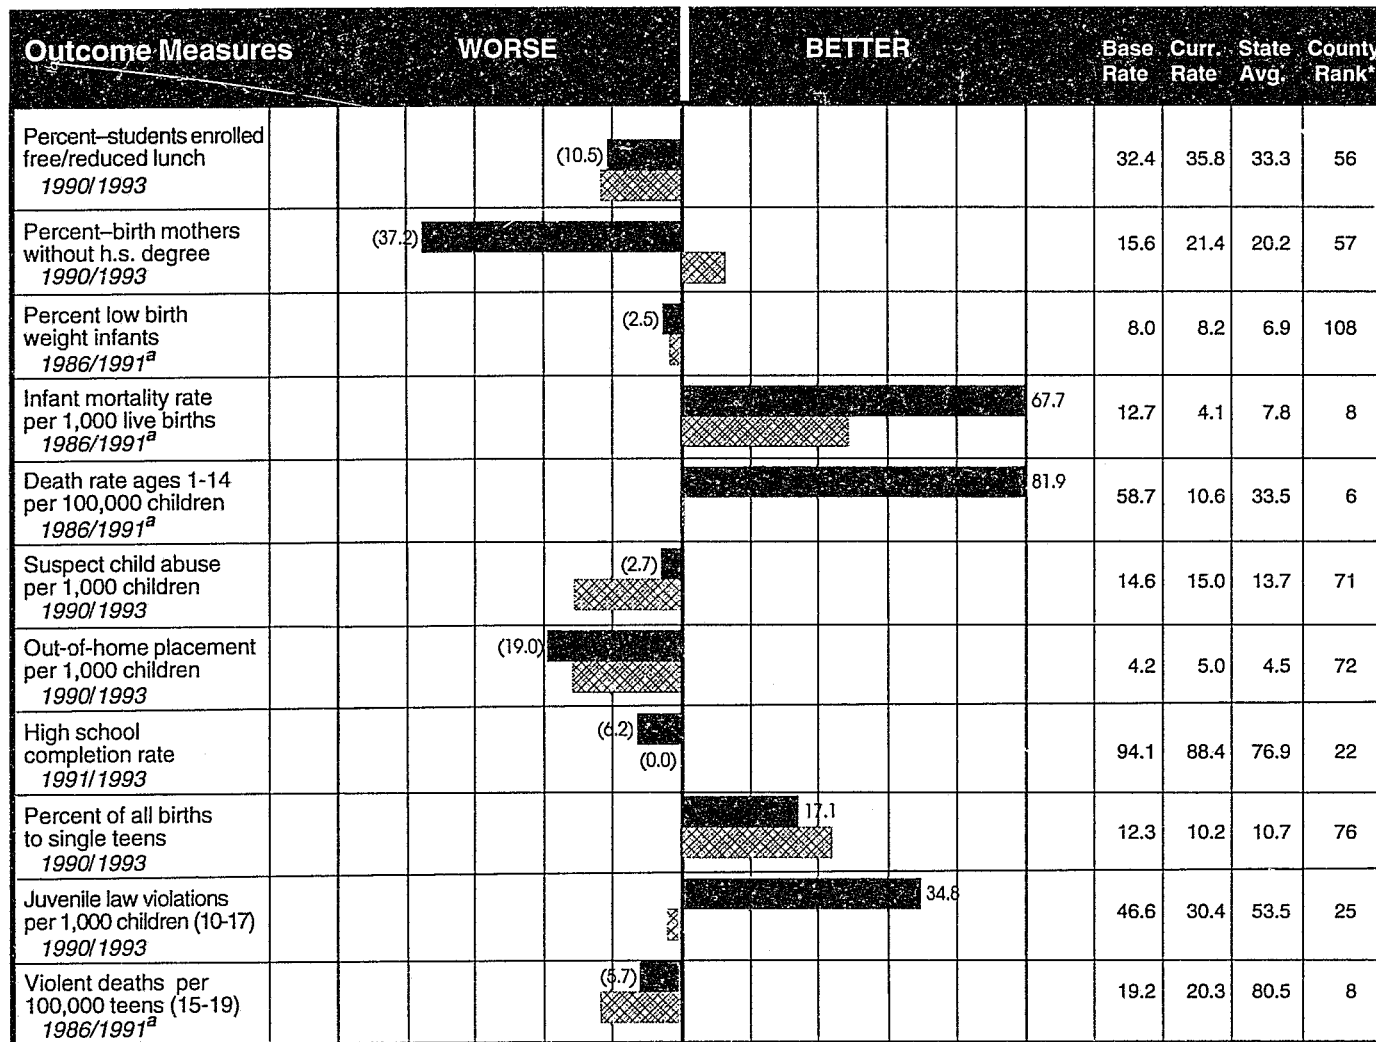 Outcome Measures WORSE BETTER Base Curr. State County
Rate Rate Avg. Rank*
Percent–students enrolled
free/reduced lunch (10.5) 32.4 35.8 33.3 56
1990/1993
Percent–birth mothers
without h.s. degree (37.2) 15.6 21.4 20.2 57
1990/1993
Percent low birth
weight infants (2.5) 8.0 8.2 6.9 108
1986/1991a
Infant mortality rate
per 1,000 live births 67.7 12.7 4.1 7.8 8
1986/1991a
Death rate ages 1-14
per 100,000 children 81.9 58.7 10.6 33.5 6
1986/1991a
Suspect child abuse
per 1,000 children (2.7) 14.6 15.0 13.7 71
1990/1993
Out-of-home placement
per 1,000 children (19.0) 4.2 5.0 4.5 72
1990/1993
High school (6.2)
completion rate (0.0) 94.1 88.4 76.9 22
1991/1993
Percent of all births
to single teens 17.1 12.3 10.2 10.7 76
1990/1993
Juvenile law violations
per 1,000 children (10-17) 34.8 46.6 30.4 53.5 25
1990/1993
Violent deaths per
100,000 teens (15-19) (5.7) 19.2 20.3 80.5 8
1986/1991a